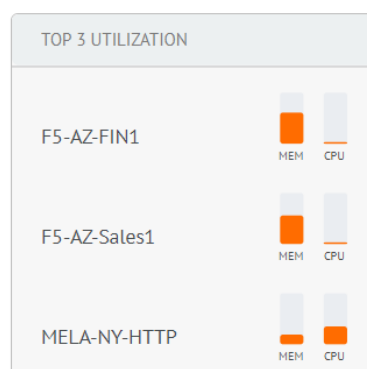 TOP 3 UTILIZATION
F5-AZ-FIN1
MEM CPU
F5-AZ-Sales1
MEM CPU
MELA-NY-HTTP
MEM CPU